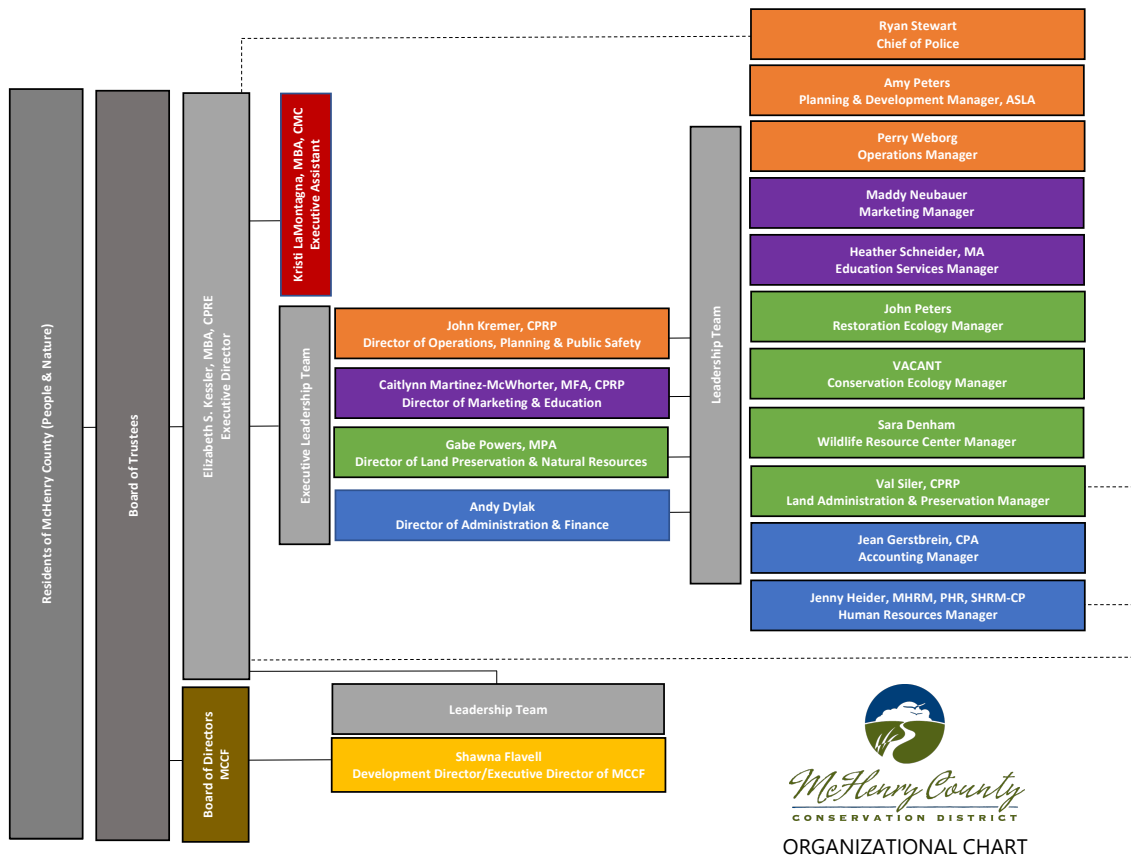 Residents of McHenry County (People & Nature)
Board of Trustees
Elizabeth S. Kessler, MBA, CPRE
Executive Director
Kristi LaMontagna, MBA, CMC
Executive Assistant
Executive Leadership Team
John Kremer, CPRP
Director of Operations, Planning & Public Safety
Caitlynn Martinez-McWhorter, MFA, CPRP
Director of Marketing & Education
Gabe Powers, MPA
Director of Land Preservation & Natural Resources
Andy Dylak
Director of Administration & Finance
Leadership Team
Ryan Stewart
Chief of Police
Amy Peters
Planning & Development Manager, ASLA
Perry Weborg
Operations Manager
Maddy Neubauer
Marketing Manager
Heather Schneider, MA
Education Services Manager
John Peters
Restoration Ecology Manager
VACANT
Conservation Ecology Manager
Sara Denham
Wildlife Resource Center Manager
Val Siler, CPRP
Land Administration & Preservation Manager
Jean Gerstbrein, CPA
Accounting Manager
Jenny Heider, MHRM, PHR, SHRM-CP
Human Resources Manager
Board of Directors
MCCF
Leadership Team
Shawna Flavell
Development Director/Executive Director of MCCF
McHenry County
CONSERVATION DISTRICT
ORGANIZATIONAL CHART